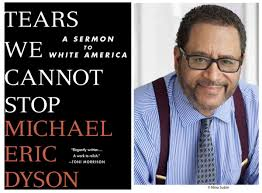 TEARS
WE
A SERMON
TO
WHITE AMERICA
CANNOT
STOP
"Elegantly written...
A work to relish."
—TONI MORRISON
MICHAEL
ERIC
DYSON